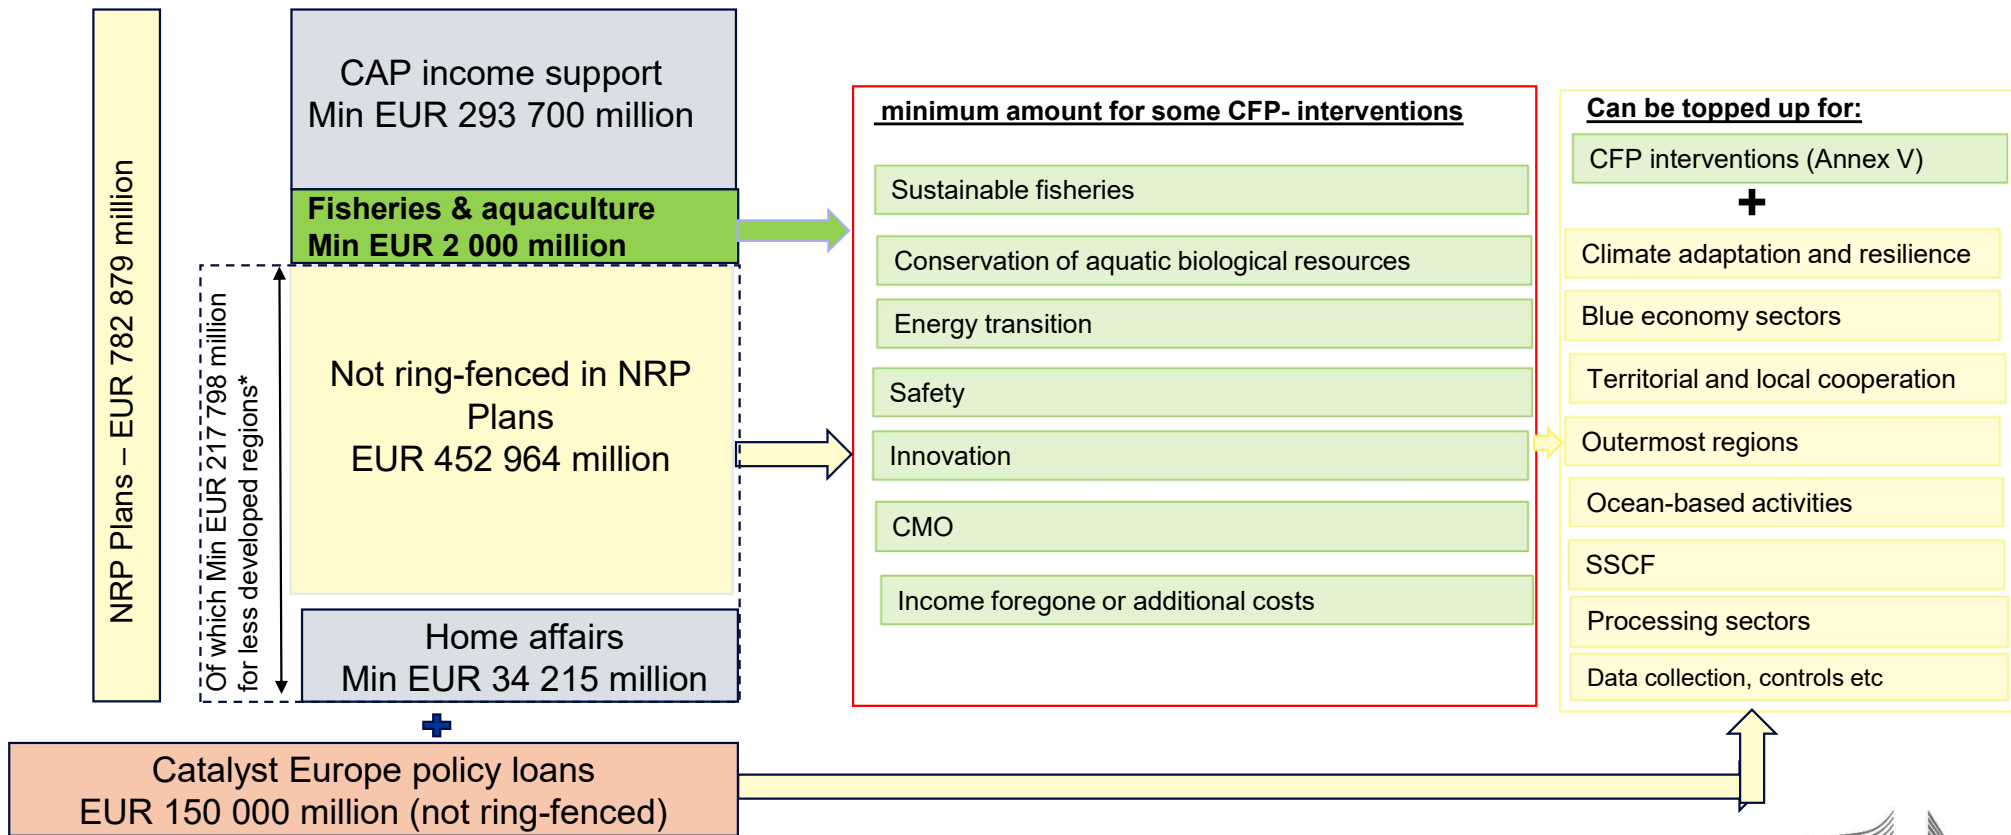 NRP Plans – EUR 782 879 million
CAP income support
Min EUR 293 700 million
Fisheries & aquaculture
Min EUR 2 000 million
Of which Min EUR 217 798 million
for less developed regions*
Not ring-fenced in NRP
Plans
EUR 452 964 million
Home affairs
Min EUR 34 215 million
Catalyst Europe policy loans
EUR 150 000 million (not ring-fenced)
minimum amount for some CFP- interventions
Sustainable fisheries
Conservation of aquatic biological resources
Energy transition
Safety
Innovation
CMO
Income foregone or additional costs
Can be topped up for:
CFP interventions (Annex V)
Climate adaptation and resilience
Blue economy sectors
Territorial and local cooperation
Outermost regions
Ocean-based activities
SSCF
Processing sectors
Data collection, controls etc